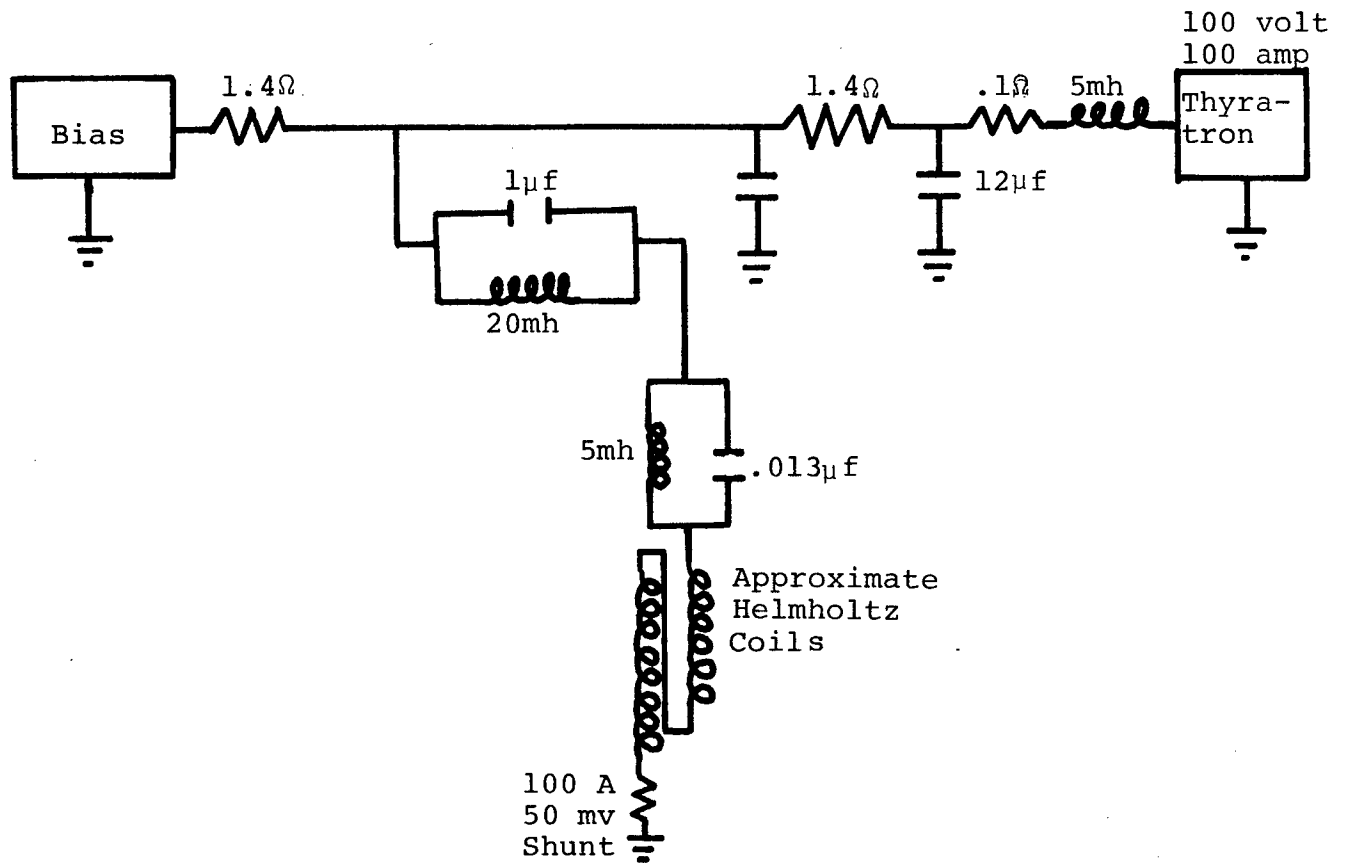 100 volt
100 amp
1.4Ω
1.4Ω
.1Ω
5mh
Bias
Thyra-
tron
1μf
12μf
20mh
5mh
.013μf
Approximate
Helmholtz
Coils
100 A
50 mv
Shunt